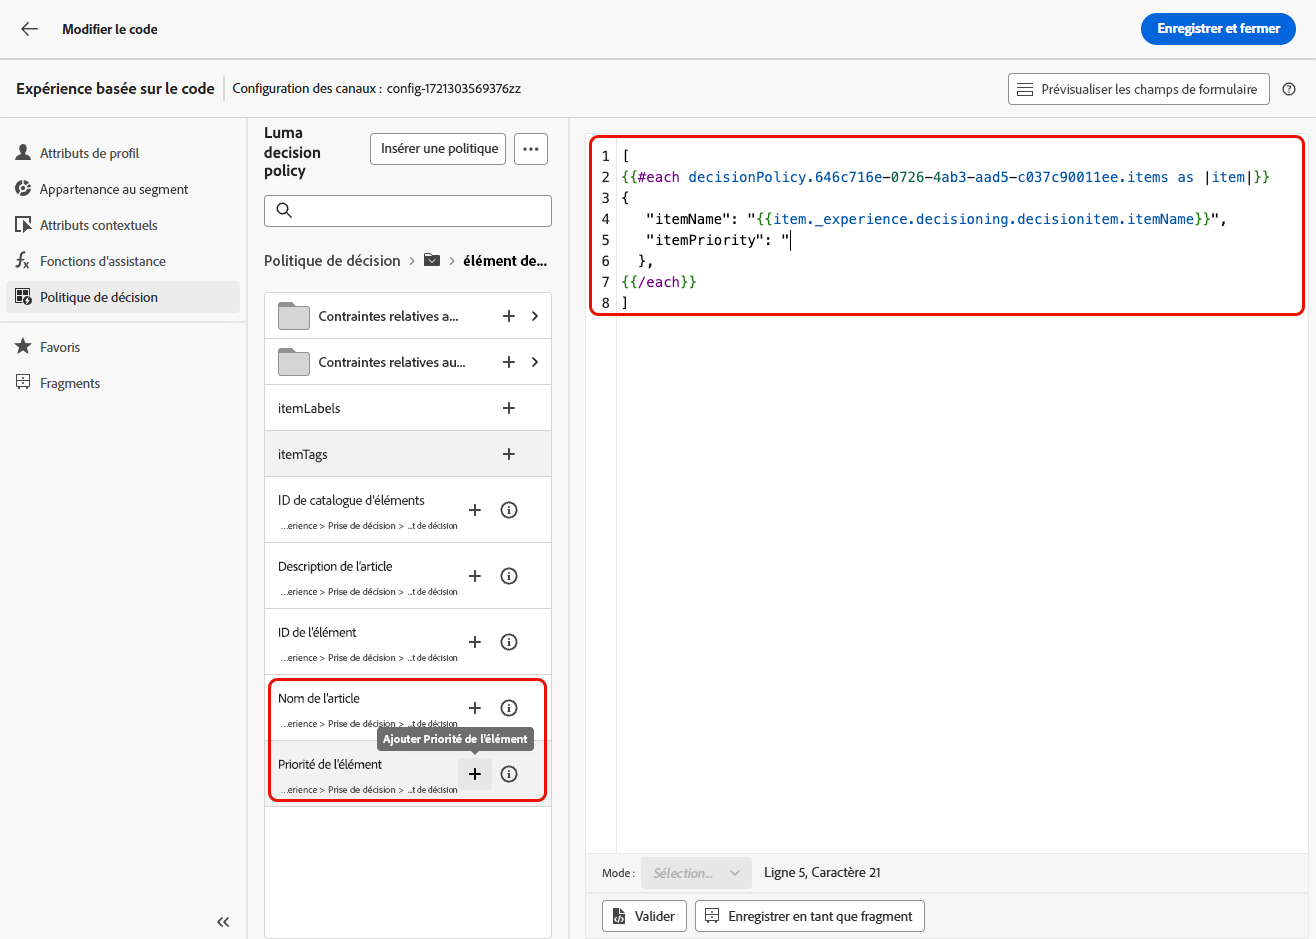 Modifier le code
Enregistrer et fermer
Expérience basée sur le code
Configuration des canaux : config-1721303569376zz
Prévisualiser les champs de formulaire
Attributs de profil
Appartenance au segment
Attributs contextuels
Fonctions d'assistance
Politique de décision
Favoris
Fragments
Luma
decision
policy
Insérer une politique
Politique de décision > > élément de...
Contraintes relatives a...
Contraintes relatives au...
itemLabels
itemTags
ID de catalogue d'éléments
...erience > Prise de décision > ...t de décision
Description de l'article
...erience > Prise de décision > ...t de décision
ID de l'élément
...erience > Prise de décision > ...t de décision
Nom de l'article
...erience > Prise de décision > ...t de décision
Ajouter Priorité de l'élément
Priorité de l'élément
...erience > Prise de décision > ...t de décision
1 [
2 {{#each decisionPolicy.646c716e-0726-4ab3-aad5-c037c90011ee.items as |item|}}
3 {
4 "itemName": "{{item._experience.decisioning.decisionitem.itemName}}",
5 "itemPriority": "
6 },
7 {{/each}}
8 ]
Mode : Sélection... Ligne 5, Caractère 21
Valider
Enregistrer en tant que fragment